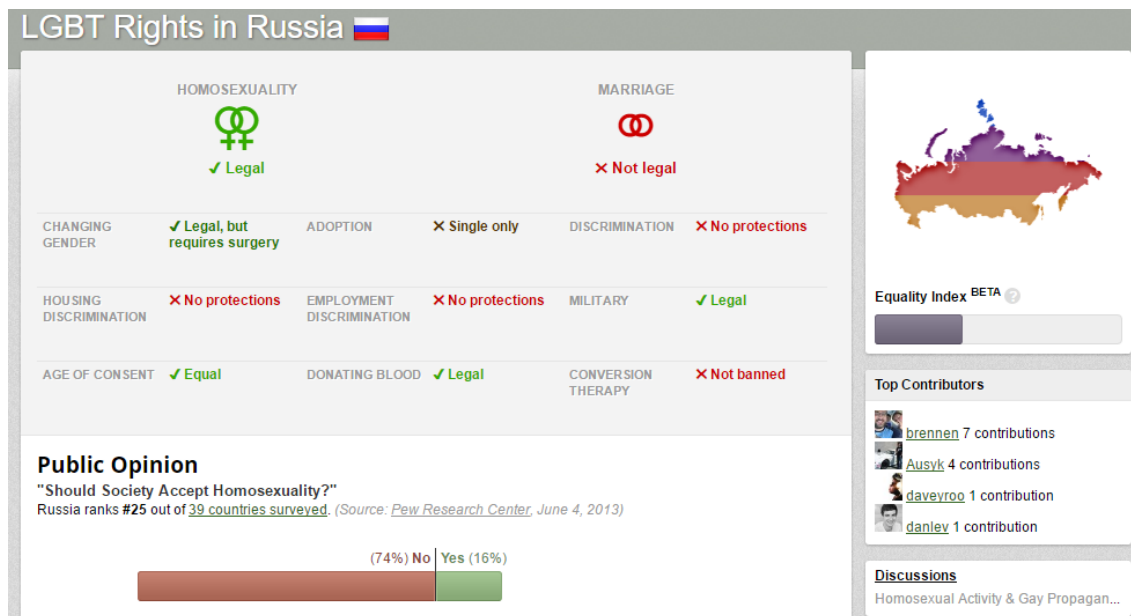 LGBT Rights in Russia
HOMOSEXUALITY
✔ Legal
MARRIAGE
✕ Not legal
CHANGING
GENDER
✔ Legal, but
requires surgery
ADOPTION
✕ Single only
DISCRIMINATION
✕ No protections
HOUSING
DISCRIMINATION
✕ No protections
EMPLOYMENT
DISCRIMINATION
✕ No protections
MILITARY
✔ Legal
AGE OF CONSENT
✔ Equal
DONATING BLOOD
✔ Legal
CONVERSION
THERAPY
✕ Not banned
Public Opinion
"Should Society Accept Homosexuality?"
Russia ranks #25 out of 39 countries surveyed. (Source: Pew Research Center, June 4, 2013)
(74%) No Yes (16%)
Equality Index BETA ?
Top Contributors
brennen 7 contributions
Ausyk 4 contributions
daveyroo 1 contribution
danlev 1 contribution
Discussions
Homosexual Activity & Gay Propagan...